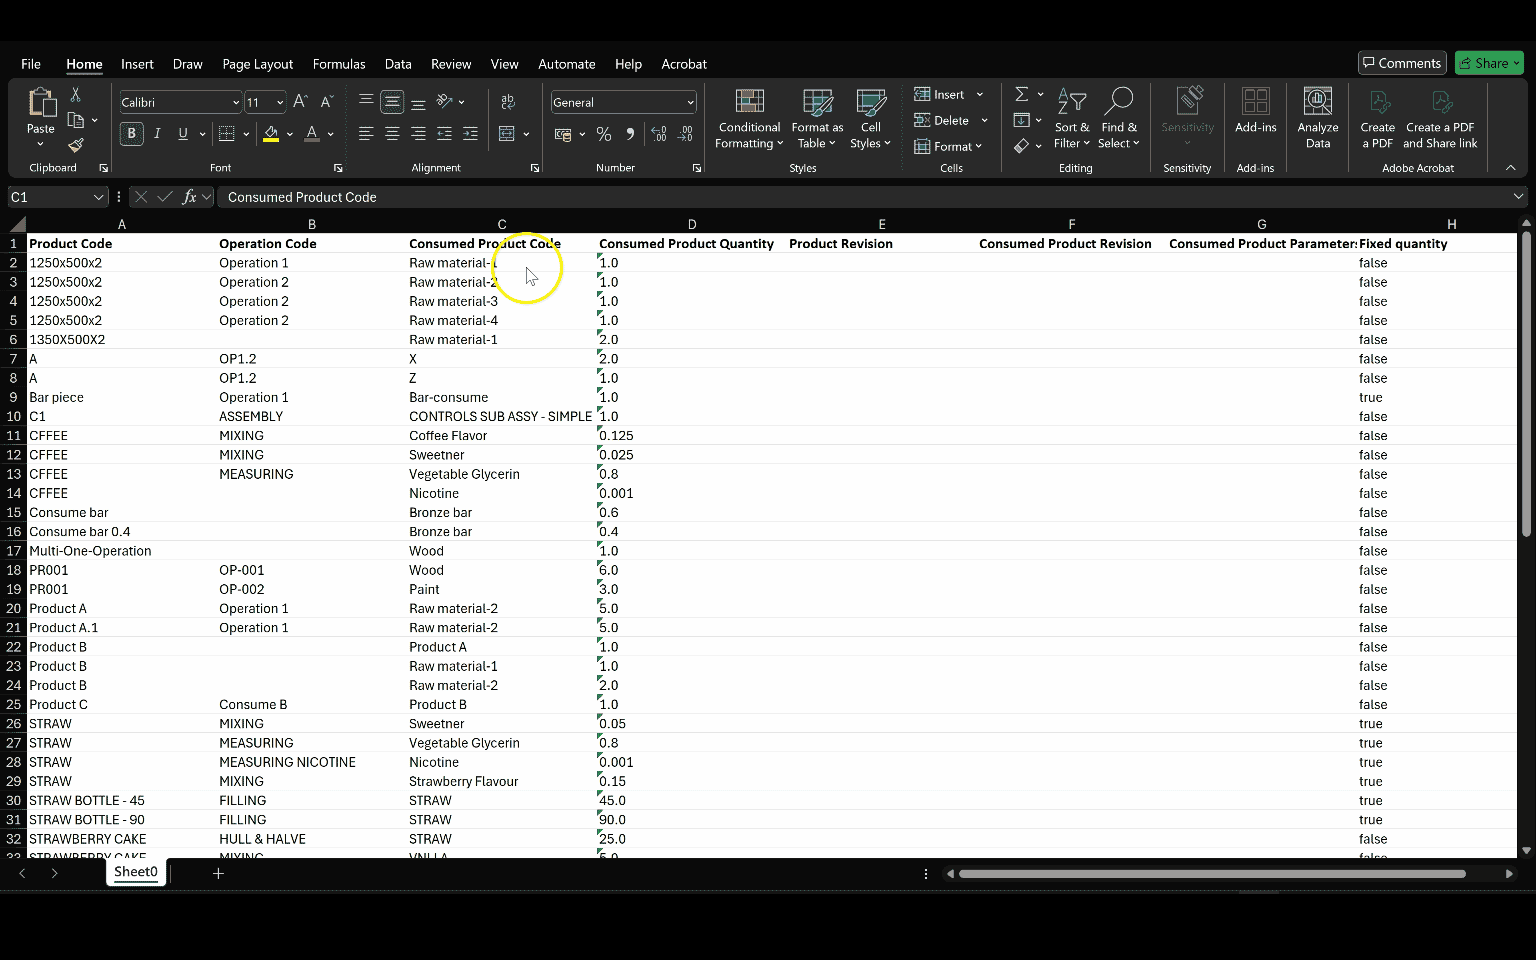 File Home Insert Draw Page Layout Formulas Data Review View Automate Help Acrobat Comments Share
Calibri 11 General Insert
Paste Conditional Formatting Format as Table Cell Styles Delete Sort & Filter Find & Select Sensitivity Add-ins Analyze Data Create a PDF Create a PDF and Share link
Format
Clipboard Font Alignment Number Styles Cells Editing Sensitivity Add-ins Adobe Acrobat
C1 fx Consumed Product Code
A B C D E F G H
1 Product Code Operation Code Consumed Product Code Consumed Product Quantity Product Revision Consumed Product Revision Consumed Product Parameter: Fixed quantity
2 1250x500x2 Operation 1 Raw material-1 1.0 false
3 1250x500x2 Operation 2 Raw material-2 1.0 false
4 1250x500x2 Operation 2 Raw material-3 1.0 false
5 1250x500x2 Operation 2 Raw material-4 1.0 false
6 1350X500X2 Raw material-1 2.0 false
7 A OP1.2 X 2.0 false
8 A OP1.2 Z 1.0 false
9 Bar piece Operation 1 Bar-consume 1.0 true
10 C1 ASSEMBLY CONTROLS SUB ASSY - SIMPLE 1.0 false
11 CFFEE MIXING Coffee Flavor 0.125 false
12 CFFEE MIXING Sweetner 0.025 false
13 CFFEE MEASURING Vegetable Glycerin 0.8 false
14 CFFEE Nicotine 0.001 false
15 Consume bar Bronze bar 0.6 false
16 Consume bar 0.4 Bronze bar 0.4 false
17 Multi-One-Operation Wood 1.0 false
18 PR001 OP-001 Wood 6.0 false
19 PR001 OP-002 Paint 3.0 false
20 Product A Operation 1 Raw material-2 5.0 false
21 Product A.1 Operation 1 Raw material-2 5.0 false
22 Product B Product A 1.0 false
23 Product B Raw material-1 1.0 false
24 Product B Raw material-2 2.0 false
25 Product C Consume B Product B 1.0 false
26 STRAW MIXING Sweetner 0.05 true
27 STRAW MEASURING Vegetable Glycerin 0.8 true
28 STRAW MEASURING NICOTINE Nicotine 0.001 true
29 STRAW MIXING Strawberry Flavour 0.15 true
30 STRAW BOTTLE - 45 FILLING STRAW 45.0 true
31 STRAW BOTTLE - 90 FILLING STRAW 90.0 true
32 STRAWBERRY CAKE HULL & HALVE STRAW 25.0 false
33 STRAWBERRY CAKE MIXING 5.0 false
Sheet0